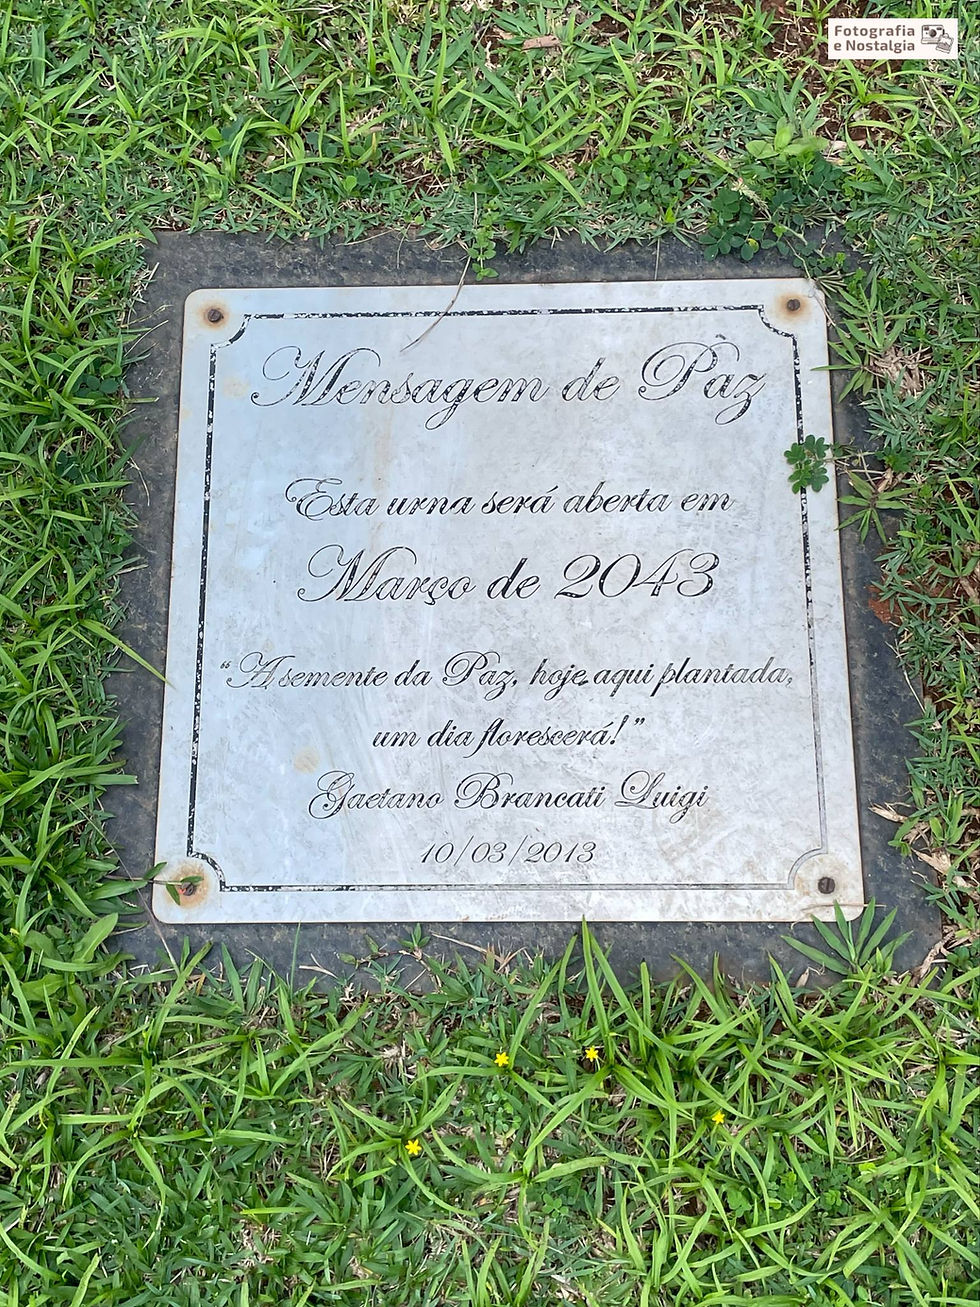 Fotografia
e Nostalgia
Mensagem de Paz
Esta urna será aberta em
Março de 2043
“A semente da Paz, hoje aqui plantada,
um dia florescerá!”
Gaetano Brancati Luigi
10/03/2013